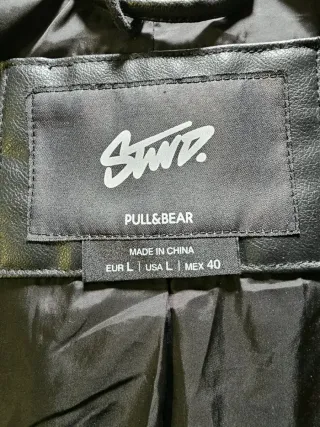 STWD.
PULL&BEAR
MADE IN CHINA
EUR L | USA L | MEX 40